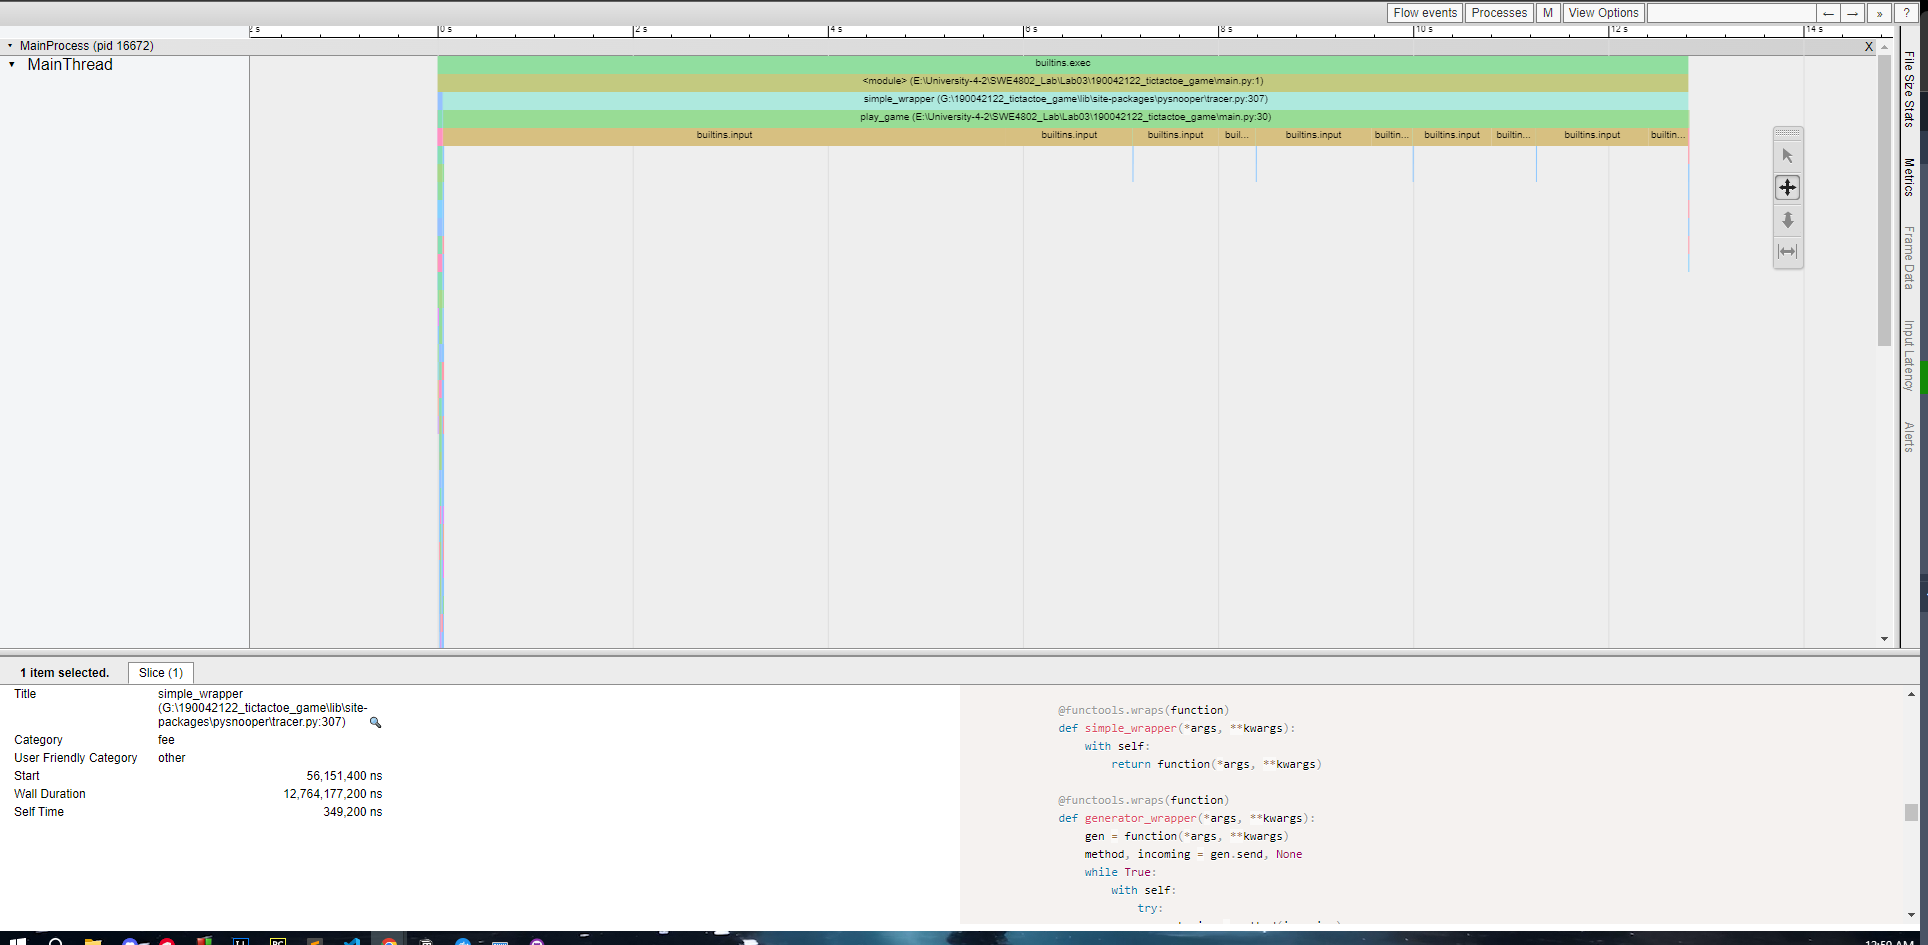 Flow events Processes M View Options ← → » ?
2 s 0 s 2 s 4 s 6 s 8 s 10 s 12 s 14 s
MainProcess (pid 16672) X
MainThread
builtins.exec
<module> (E:\University-4-2\SWE4802_Lab\Lab03\190042122_tictactoe_game\main.py:1)
simple_wrapper (G:\190042122_tictactoe_game\lib\site-packages\pysnooper\tracer.py:307)
play_game (E:\University-4-2\SWE4802_Lab\Lab03\190042122_tictactoe_game\main.py:30)
builtins.input builtins.input builtins.input buil... builtins.input builtin... builtins.input builtin... builtins.input builtin...
File Size Stats
Metrics
Frame Data
Input Latency
Alerts
1 item selected. Slice (1)
Title simple_wrapper
(G:\190042122_tictactoe_game\lib\site-
packages\pysnooper\tracer.py:307)
Category fee
User Friendly Category other
Start 56,151,400 ns
Wall Duration 12,764,177,200 ns
Self Time 349,200 ns
@functools.wraps(function)
def simple_wrapper(*args, **kwargs):
with self:
return function(*args, **kwargs)
@functools.wraps(function)
def generator_wrapper(*args, **kwargs):
gen = function(*args, **kwargs)
method, incoming = gen.send, None
while True:
with self:
try: